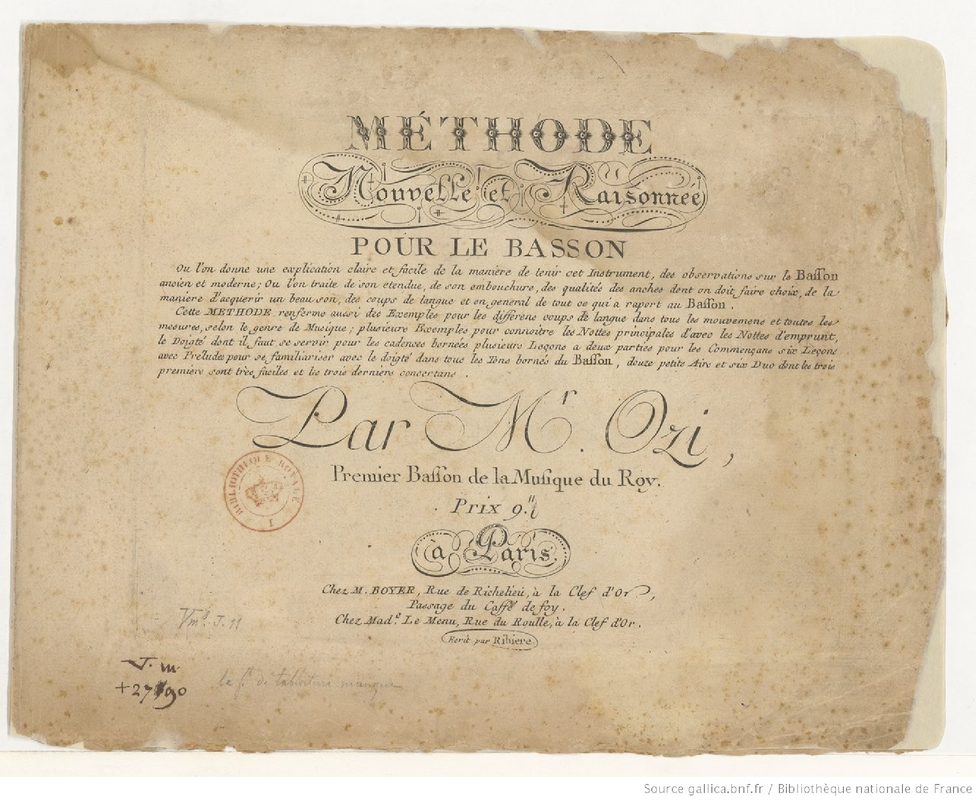 MÉTHODE
Nouvelle et Raisonnée
POUR LE BASSON
Ou l'on donne une explication claire et facile de la manière de tenir cet Instrument, des observations sur le Basson
ancien et moderne; Ou l'on traite de son etendue, de son embouchure, des qualités des anches dont on doit faire choix, de la
manière d'acquerir un beau son, des coups de langue et en general de tout ce qui a raport au Basson.
Cette METHODE renferme aussi des Exemples pour les differens coups de langue dans tous les mouvemens et toutes les
mesures, selon le genre de Musique; plusieurs Exemples pour connoitre les Nottes principales d'avec les Nottes d'emprunt,
le Doigté dont il faut se servir pour les cadences bornées plusieurs Leçons a deux parties pour les Commençans six Leçons
avec Preludes pour se familiariser avec le doigté dans tous les Tons bornés du Basson, douze petits Airs et six Duo dont les trois
premiers sont très faciles et les trois derniers concertans.
Par Mr. Ozi,
Premier Basson de la Musique du Roy.
Prix 9.tt
à Paris.
BIBLIOTHEQUE ROYALE
Chez M. BOYER, Rue de Richelieu, à la Clef d'Or,
Passage du Caffé de foy.
Chez Made. Le Menu, Rue du Roulle, à la Clef d'Or.
Ecrit par Ribiere.
J. m.
le f. de tablature manque
Source gallica.bnf.fr / Bibliothèque nationale de France